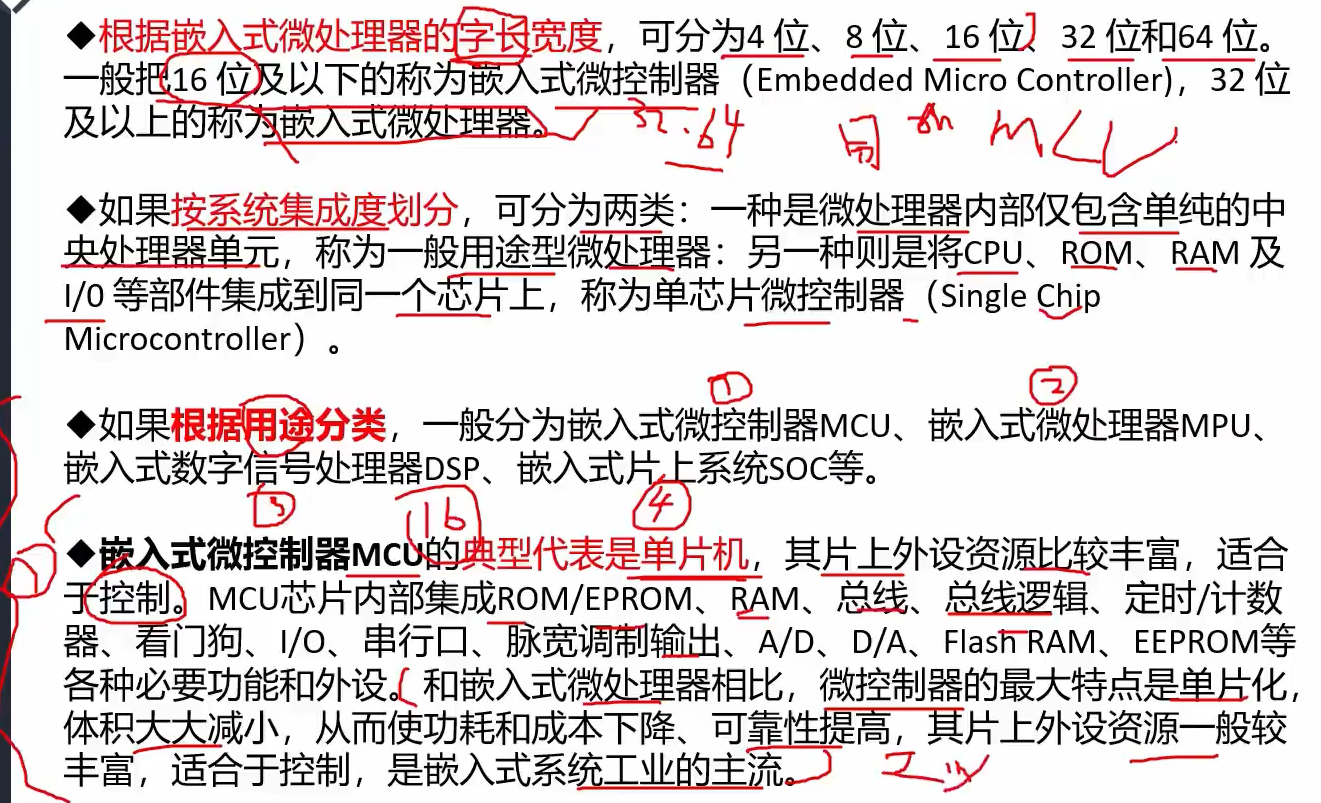 ◆根据嵌入式微处理器的字长宽度，可分为4 位、8 位、16 位、32 位和64 位。
一般把16 位及以下的称为嵌入式微控制器（Embedded Micro Controller)，32 位
及以上的称为嵌入式微处理器。
32.64
MCU
◆如果按系统集成度划分，可分为两类：一种是微处理器内部仅包含单纯的中
央处理器单元，称为一般用途型微处理器：另一种则是将CPU、ROM、RAM 及
I/0 等部件集成到同一个芯片上，称为单芯片微控制器（Single Chip
Microcontroller）。
① ②
◆如果根据用途分类，一般分为嵌入式微控制器MCU、嵌入式微处理器MPU、
嵌入式数字信号处理器DSP、嵌入式片上系统SOC等。
③ 16 ④
◆嵌入式微控制器MCU的典型代表是单片机，其片上外设资源比较丰富，适合
于控制。MCU芯片内部集成ROM/EPROM、RAM、总线、总线逻辑、定时/计数
器、看门狗、I/O、串行口、脉宽调制输出、A/D、D/A、Flash RAM、EEPROM等
各种必要功能和外设。和嵌入式微处理器相比，微控制器的最大特点是单片化，
体积大大减小，从而使功耗和成本下降、可靠性提高，其片上外设资源一般较
丰富，适合于控制，是嵌入式系统工业的主流。